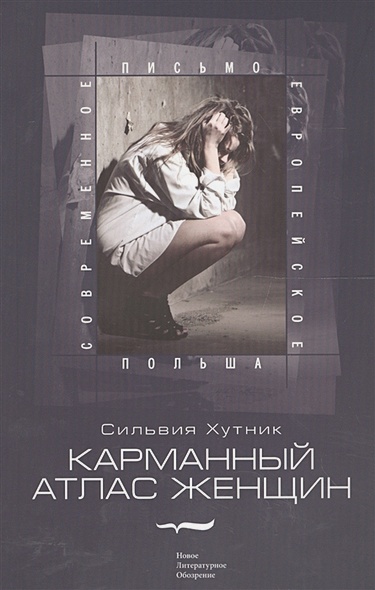 ПИСЬМО
СОВРЕМЕННОЕ
ЕВРОПЕЙСКОЕ
ПОЛЬША
Сильвия Хутник
КАРМАННЫЙ
АТЛАС ЖЕНЩИН
Новое
Литературное
Обозрение